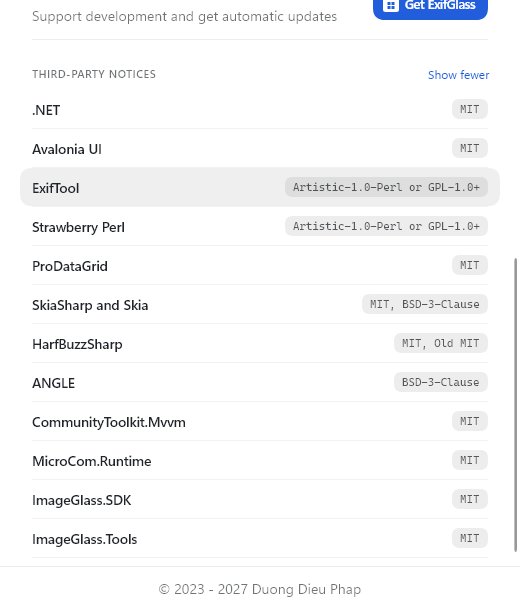 Support development and get automatic updates
Get ExifGlass
THIRD-PARTY NOTICES
Show fewer
.NET
MIT
Avalonia UI
MIT
ExifTool
Artistic-1.0-Perl or GPL-1.0+
Strawberry Perl
Artistic-1.0-Perl or GPL-1.0+
ProDataGrid
MIT
SkiaSharp and Skia
MIT, BSD-3-Clause
HarfBuzzSharp
MIT, Old MIT
ANGLE
BSD-3-Clause
CommunityToolkit.Mvvm
MIT
MicroCom.Runtime
MIT
ImageGlass.SDK
MIT
ImageGlass.Tools
MIT
© 2023 - 2027 Duong Dieu Phap